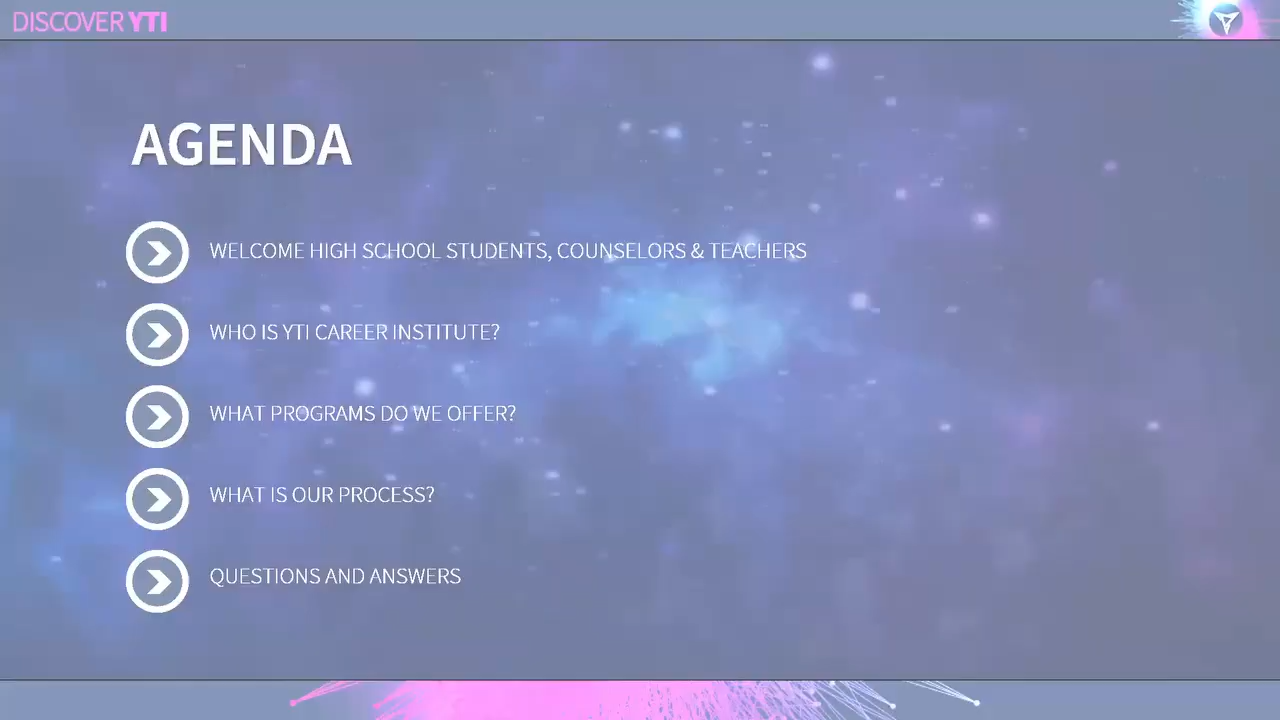 DISCOVER YTI
AGENDA
WELCOME HIGH SCHOOL STUDENTS, COUNSELORS & TEACHERS
WHO IS YTI CAREER INSTITUTE?
WHAT PROGRAMS DO WE OFFER?
WHAT IS OUR PROCESS?
QUESTIONS AND ANSWERS